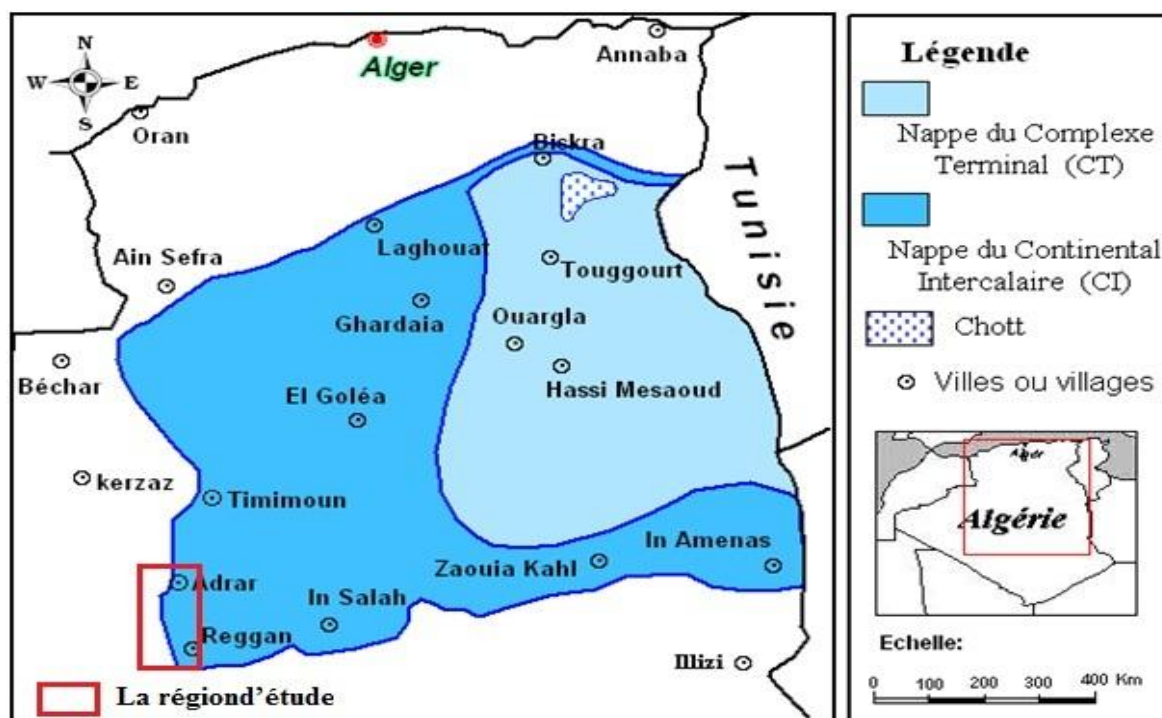 N
W
E
S
Alger
Annaba
Oran
Biskra
Tunisie
Laghouat
Ain Sefra
Touggourt
Ghardaia
Ouargla
Béchar
Hassi Mesaoud
El Goléa
kerzaz
Timimoun
In Amenas
Zaouia Kahl
Adrar
In Salah
Reggan
Illizi
La régiond'étude
Légende
Nappe du Complexe
Terminal (CT)
Nappe du Continental
Intercalaire (CI)
Chott
Villes ou villages
Alger
Algérie
Echelle:
0 100 200 300 400 Km